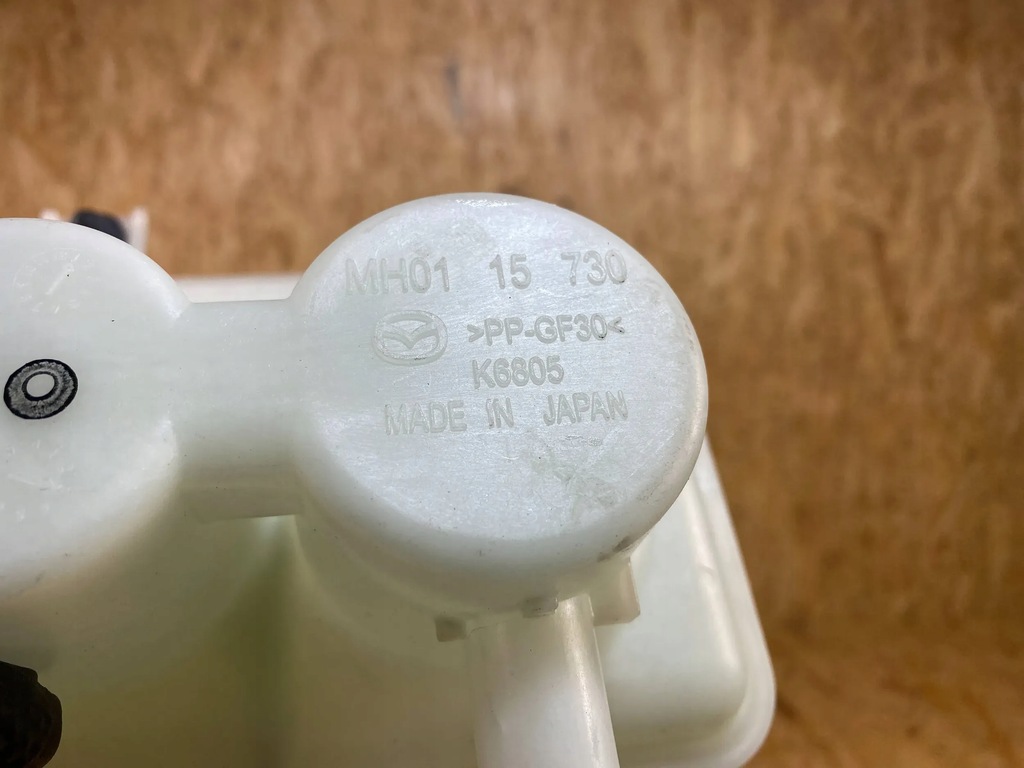 MH01 15 730
>PP-GF30<
K6805
MADE IN JAPAN